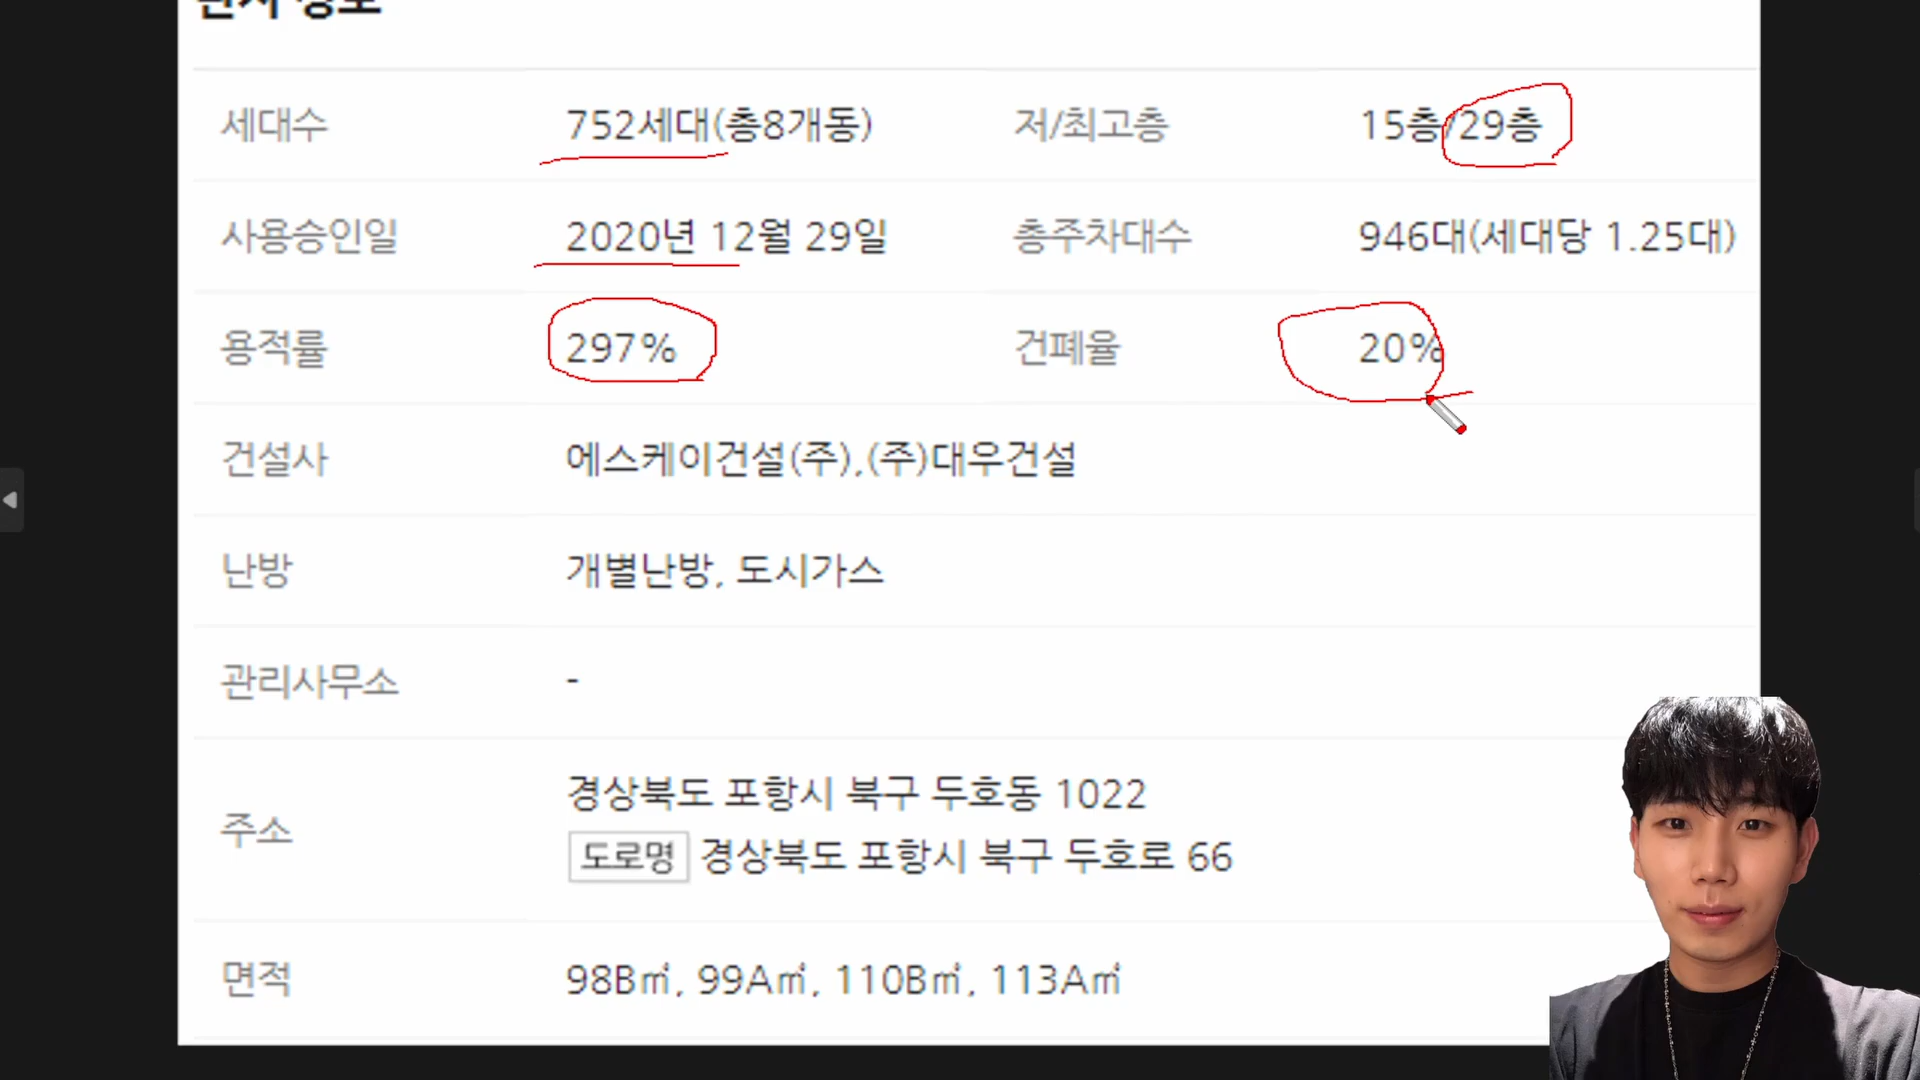 단지 정보
세대수 752세대(총8개동) 저/최고층 15층/29층
사용승인일 2020년 12월 29일 총주차대수 946대(세대당 1.25대)
용적률 297% 건폐율 20%
건설사 에스케이건설(주),(주)대우건설
난방 개별난방, 도시가스
관리사무소 -
주소 경상북도 포항시 북구 두호동 1022
도로명 경상북도 포항시 북구 두호로 66
면적 98B㎡, 99A㎡, 110B㎡, 113A㎡